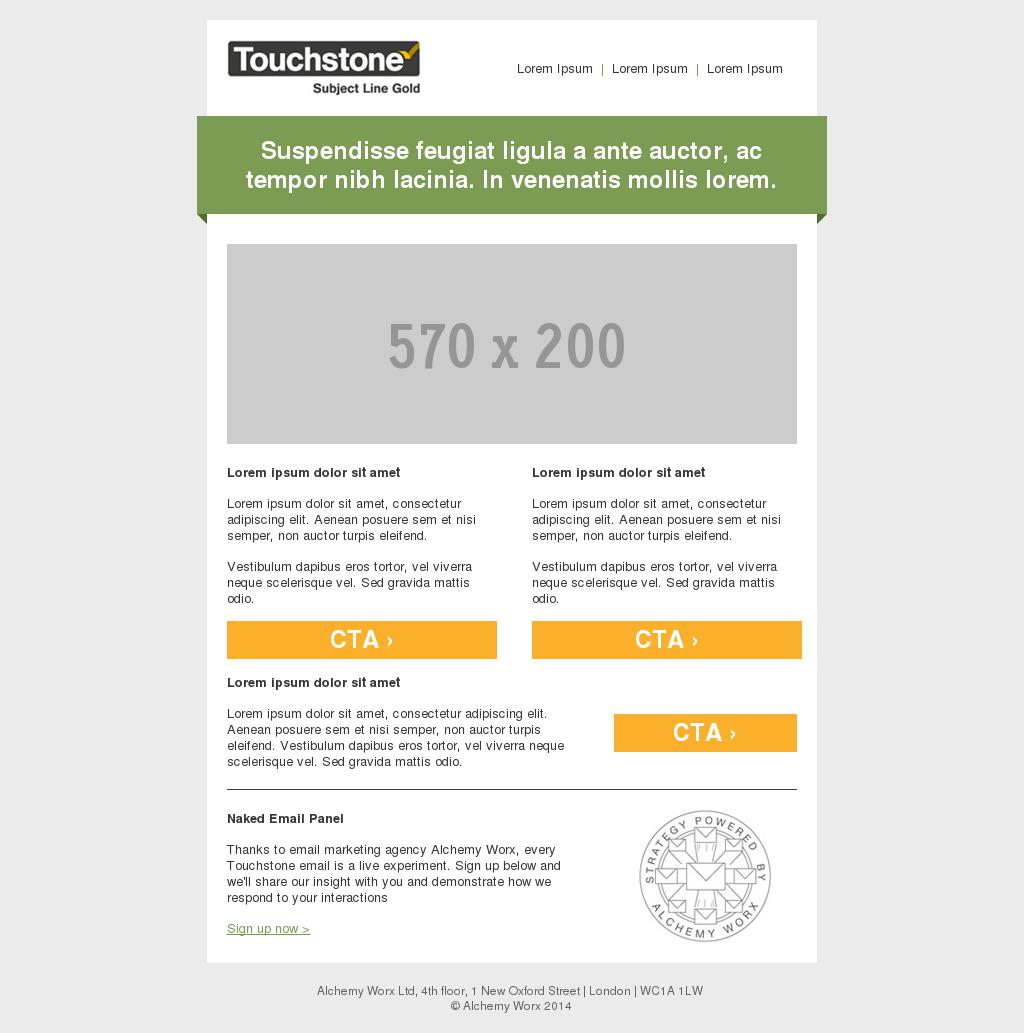 Touchstone
Subject Line Gold
Lorem Ipsum | Lorem Ipsum | Lorem Ipsum
Suspendisse feugiat ligula a ante auctor, ac
tempor nibh lacinia. In venenatis mollis lorem.
570 x 200
Lorem ipsum dolor sit amet
Lorem ipsum dolor sit amet, consectetur
adipiscing elit. Aenean posuere sem et nisi
semper, non auctor turpis eleifend.
Vestibulum dapibus eros tortor, vel viverra
neque scelerisque vel. Sed gravida mattis
odio.
CTA ›
Lorem ipsum dolor sit amet
Lorem ipsum dolor sit amet, consectetur
adipiscing elit. Aenean posuere sem et nisi
semper, non auctor turpis eleifend.
Vestibulum dapibus eros tortor, vel viverra
neque scelerisque vel. Sed gravida mattis
odio.
CTA ›
Lorem ipsum dolor sit amet
Lorem ipsum dolor sit amet, consectetur adipiscing elit.
Aenean posuere sem et nisi semper, non auctor turpis
eleifend. Vestibulum dapibus eros tortor, vel viverra neque
scelerisque vel. Sed gravida mattis odio.
CTA ›
Naked Email Panel
Thanks to email marketing agency Alchemy Worx, every
Touchstone email is a live experiment. Sign up below and
we'll share our insight with you and demonstrate how we
respond to your interactions
Sign up now >
STRATEGY POWERED BY
ALCHEMY WORX
Alchemy Worx Ltd, 4th floor, 1 New Oxford Street | London | WC1A 1LW
© Alchemy Worx 2014